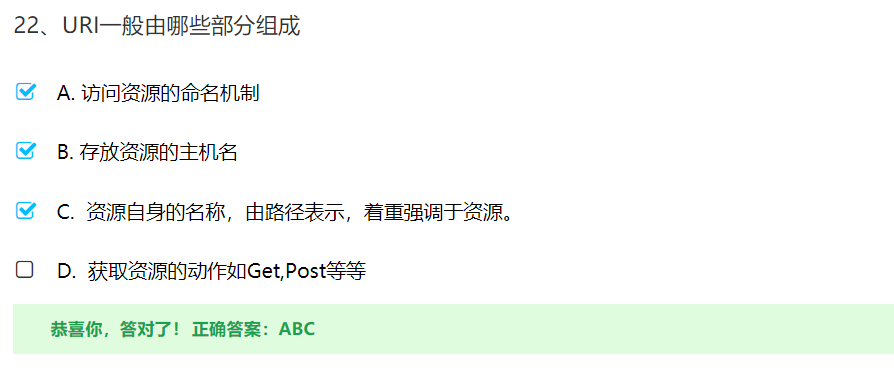 22、URI一般由哪些部分组成
A. 访问资源的命名机制
B. 存放资源的主机名
C. 资源自身的名称，由路径表示，着重强调于资源。
D. 获取资源的动作如Get,Post等等
恭喜你，答对了！正确答案：ABC